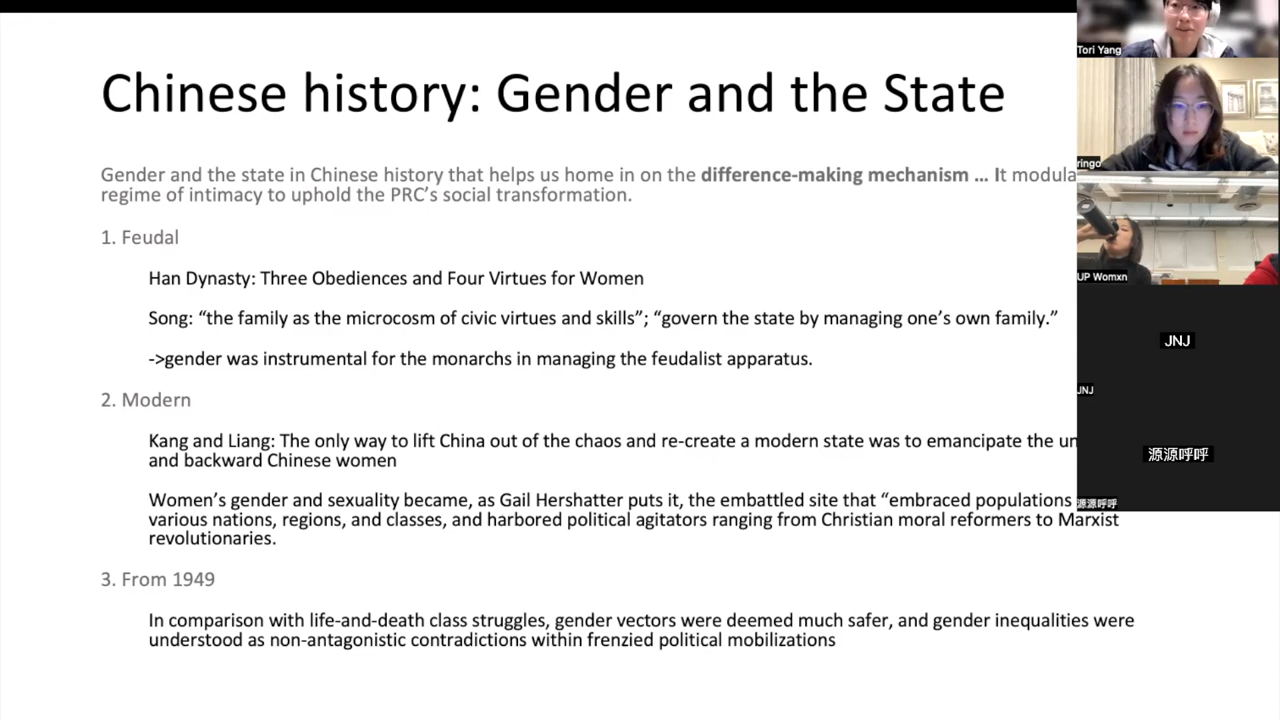 Chinese history: Gender and the State
Gender and the state in Chinese history that helps us home in on the difference-making mechanism ... It modula
regime of intimacy to uphold the PRC’s social transformation.
1. Feudal
Han Dynasty: Three Obediences and Four Virtues for Women
Song: “the family as the microcosm of civic virtues and skills”; “govern the state by managing one’s own family.”
->gender was instrumental for the monarchs in managing the feudalist apparatus.
2. Modern
Kang and Liang: The only way to lift China out of the chaos and re-create a modern state was to emancipate the un
and backward Chinese women
Women’s gender and sexuality became, as Gail Hershatter puts it, the embattled site that “embraced populations
various nations, regions, and classes, and harbored political agitators ranging from Christian moral reformers to Marxist
revolutionaries.
3. From 1949
In comparison with life-and-death class struggles, gender vectors were deemed much safer, and gender inequalities were
understood as non-antagonistic contradictions within frenzied political mobilizations
Tori Yang
ringo
UP Womxn
JNJ
JNJ
源源呼呼
源源呼呼